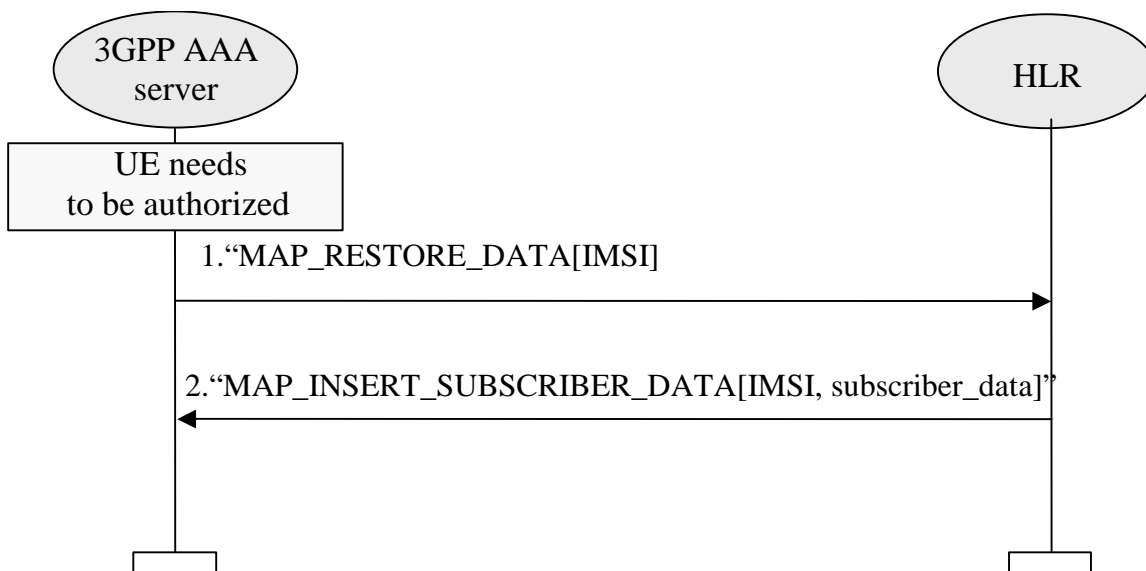 3GPP AAA
server
HLR
UE needs
to be authorized
1.“MAP_RESTORE_DATA[IMSI]
2.“MAP_INSERT_SUBSCRIBER_DATA[IMSI, subscriber_data]”